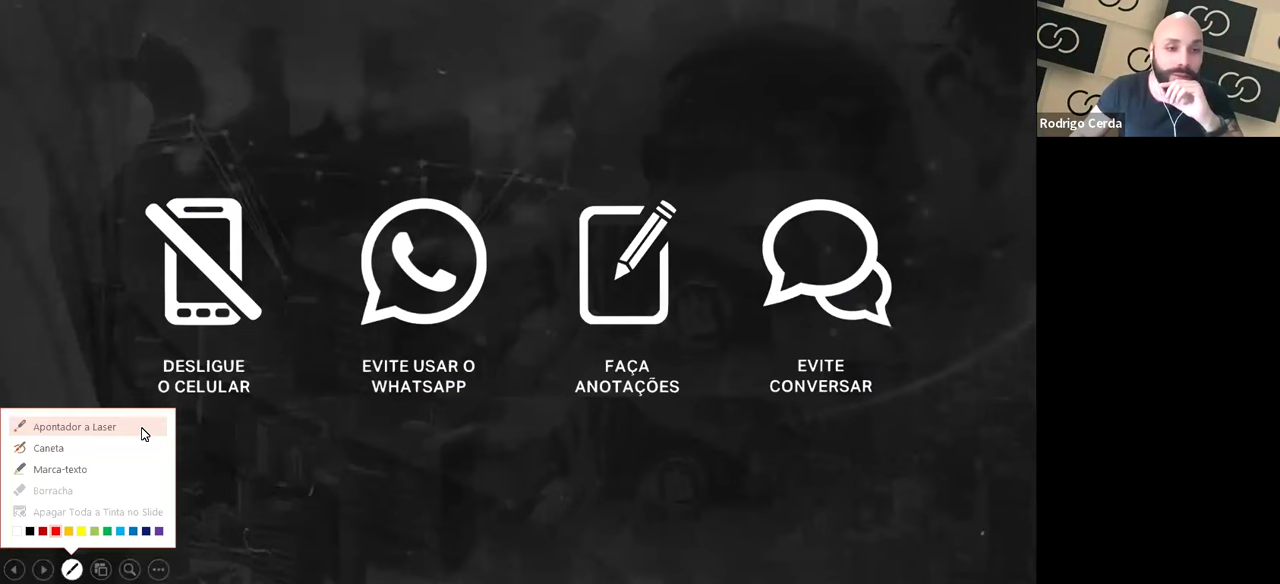 Rodrigo Cerda
DESLIGUE
O CELULAR
EVITE USAR O
WHATSAPP
FAÇA
ANOTAÇÕES
EVITE
CONVERSAR
Apontador a Laser
Caneta
Marca-texto
Borracha
Apagar Toda a Tinta no Slide